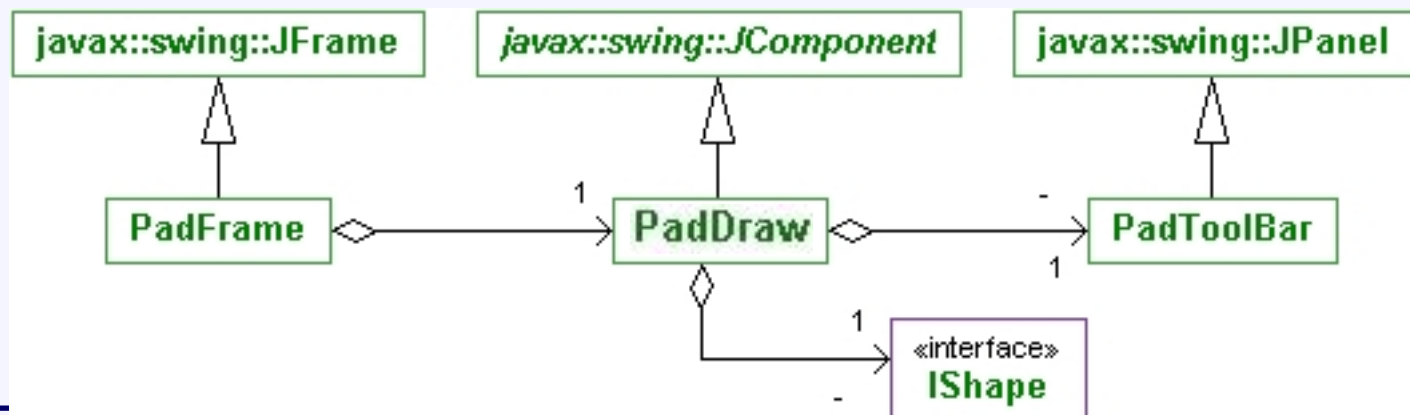 javax::swing::JFrame
javax::swing::JComponent
javax::swing::JPanel
1
-
PadFrame
PadDraw
PadToolBar
1
1
«interface»
IShape
-